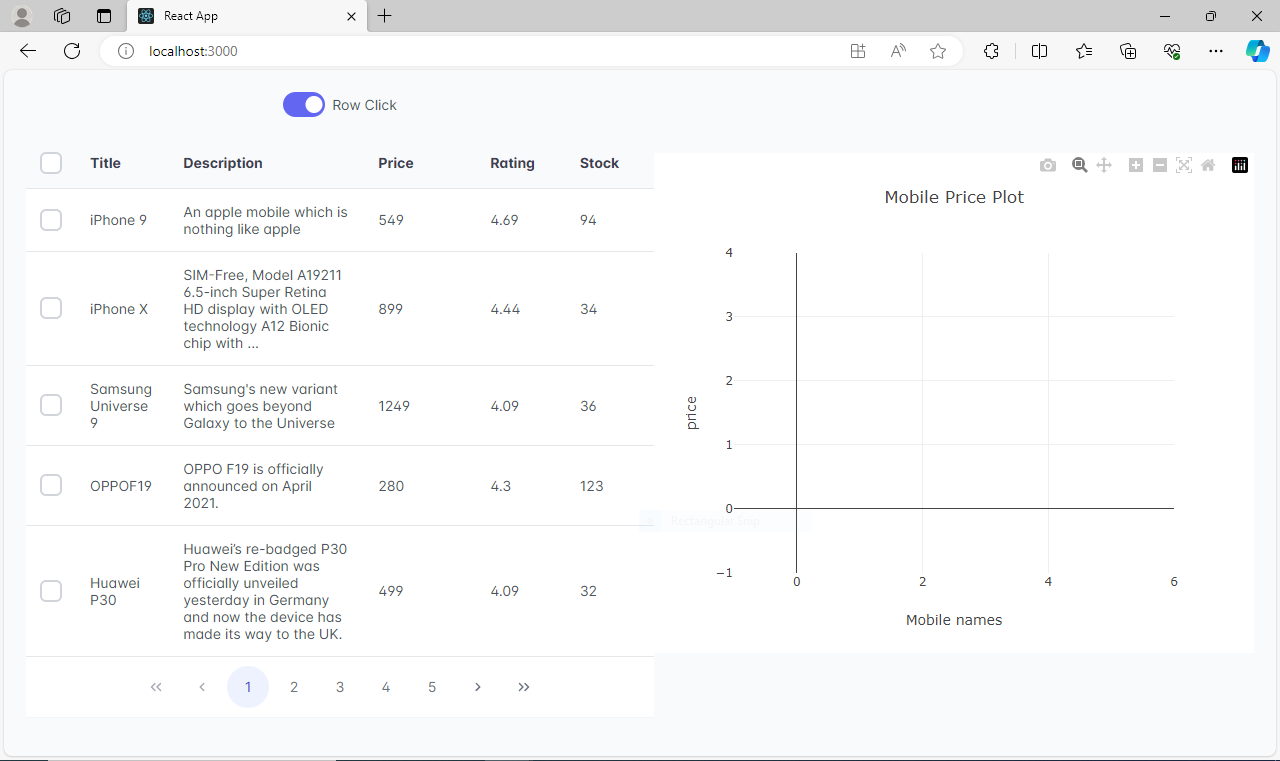 React App
localhost:3000
Row Click
Title Description Price Rating Stock
iPhone 9 An apple mobile which is nothing like apple 549 4.69 94
iPhone X SIM-Free, Model A19211 6.5-inch Super Retina HD display with OLED technology A12 Bionic chip with ... 899 4.44 34
Samsung Universe 9 Samsung's new variant which goes beyond Galaxy to the Universe 1249 4.09 36
OPPOF19 OPPO F19 is officially announced on April 2021. 280 4.3 123
Huawei P30 Huawei's re-badged P30 Pro New Edition was officially unveiled yesterday in Germany and now the device has made its way to the UK. 499 4.09 32
1 2 3 4 5
Mobile Price Plot
4
3
2
1
0
−1
price
0 2 4 6
Mobile names
Rectangular Snip